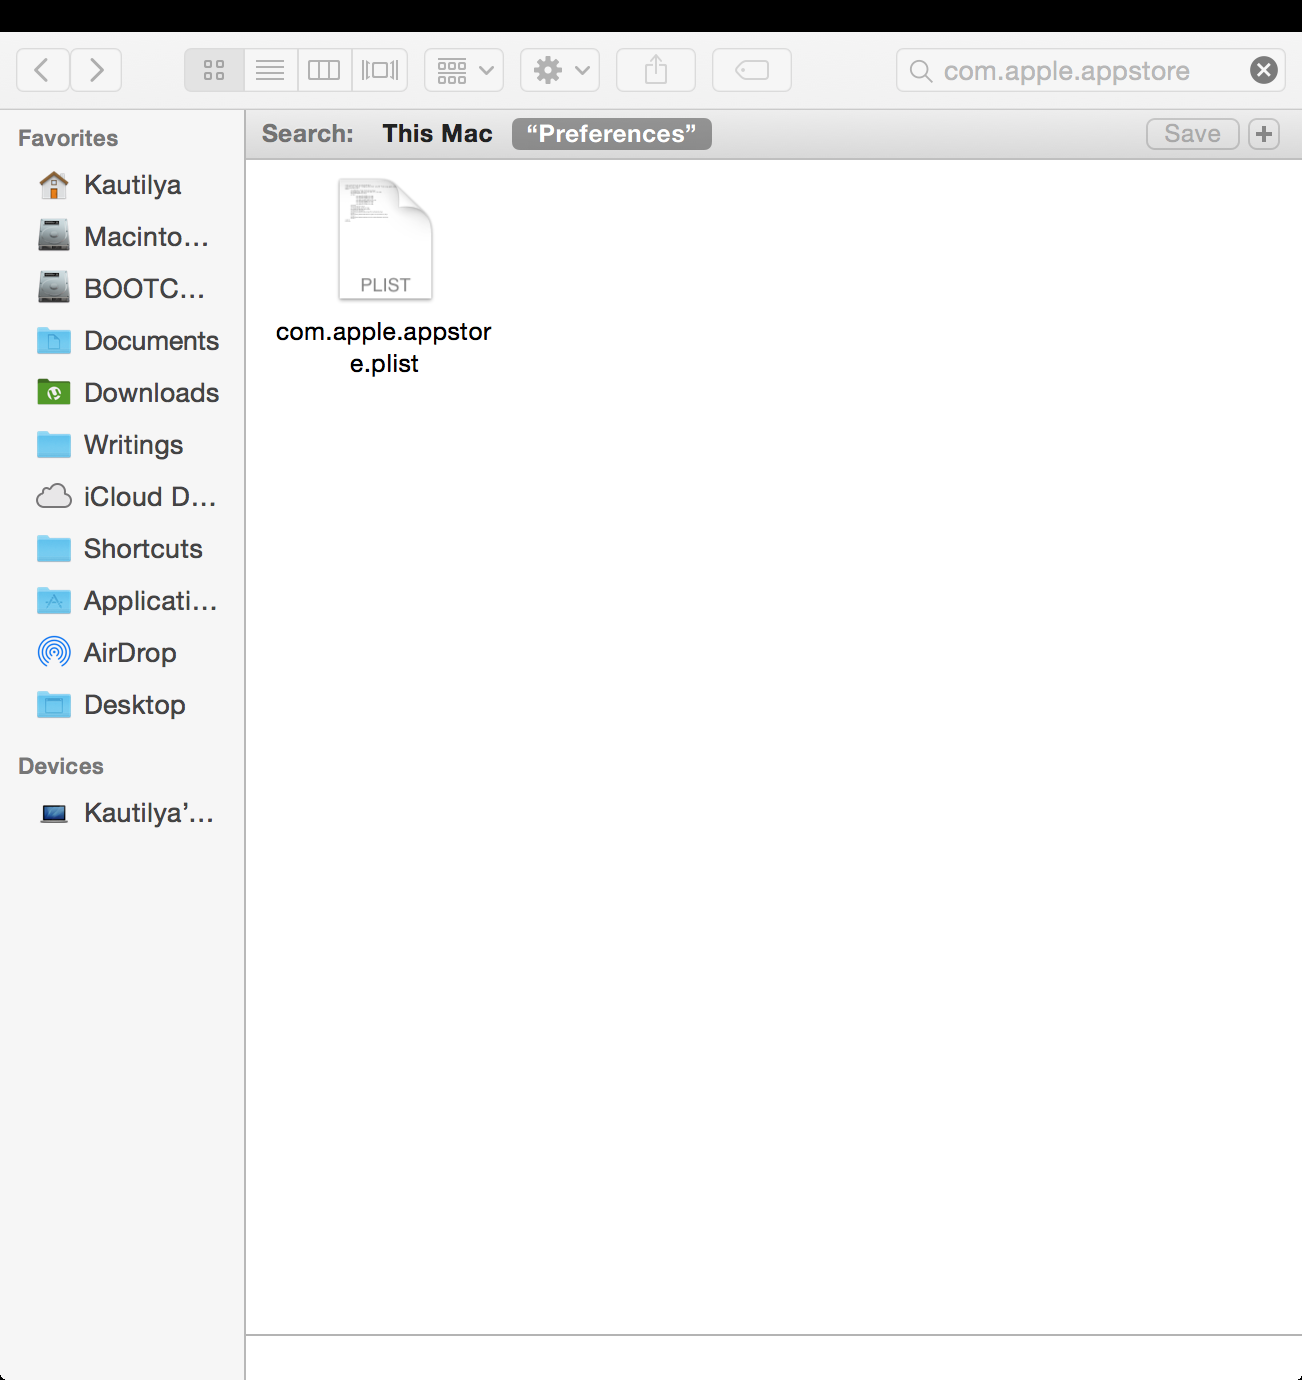 com.apple.appstore
Favorites
Kautilya
Macinto...
BOOTC...
Documents
Downloads
Writings
iCloud D...
Shortcuts
Applicati...
AirDrop
Desktop
Devices
Kautilya’...
Search: This Mac “Preferences” Save
PLIST
com.apple.appstor
e.plist